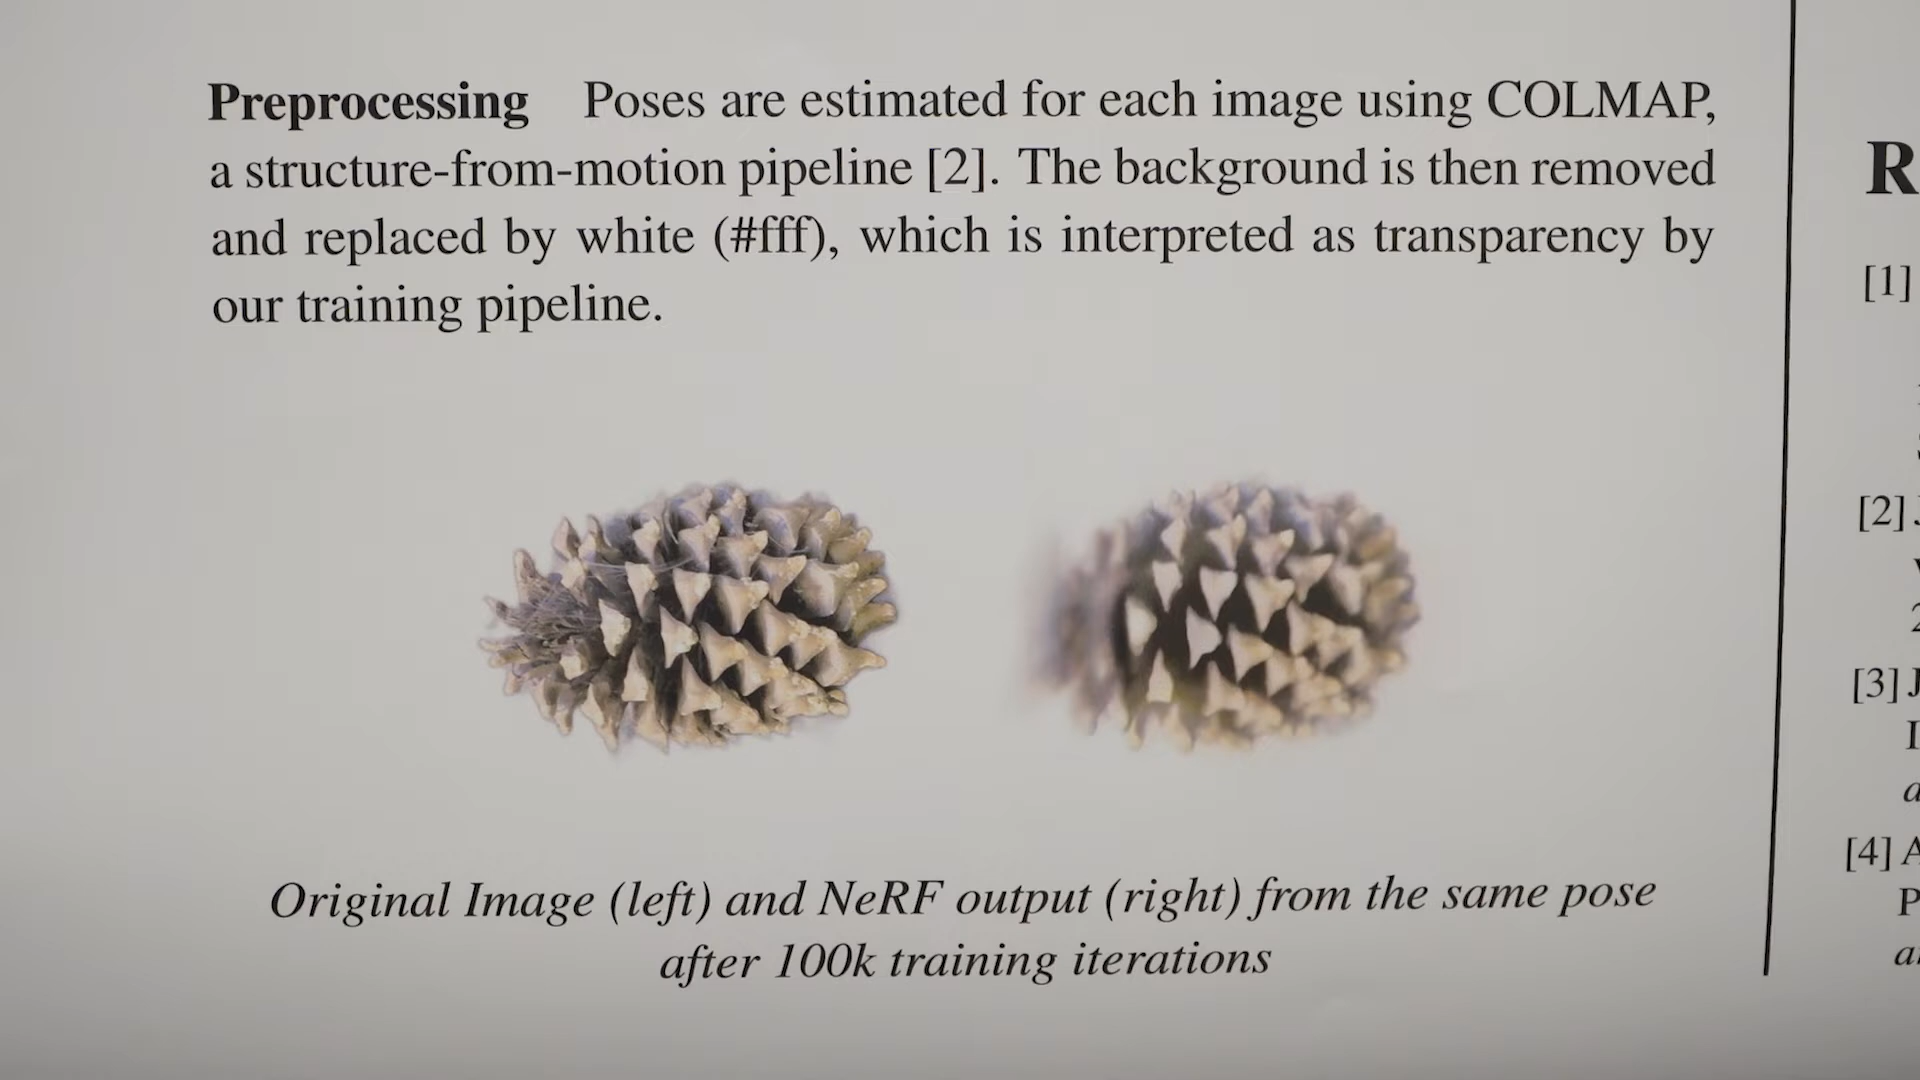 Preprocessing Poses are estimated for each image using COLMAP,
a structure-from-motion pipeline [2]. The background is then removed
and replaced by white (#fff), which is interpreted as transparency by
our training pipeline.
Original Image (left) and NeRF output (right) from the same pose
after 100k training iterations
R
[1]
[2] J
[3] J
I
[4] A
P